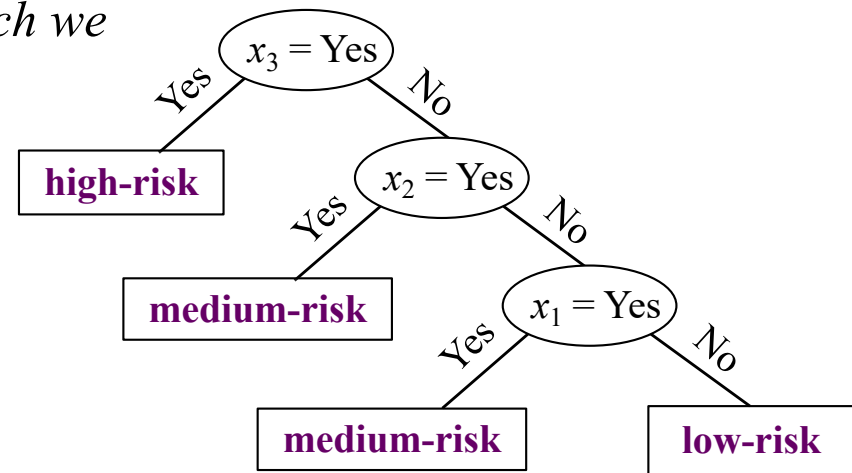 ch we
x₃ = Yes
Yes
No
high-risk
x₂ = Yes
Yes
No
medium-risk
x₁ = Yes
Yes
No
medium-risk
low-risk